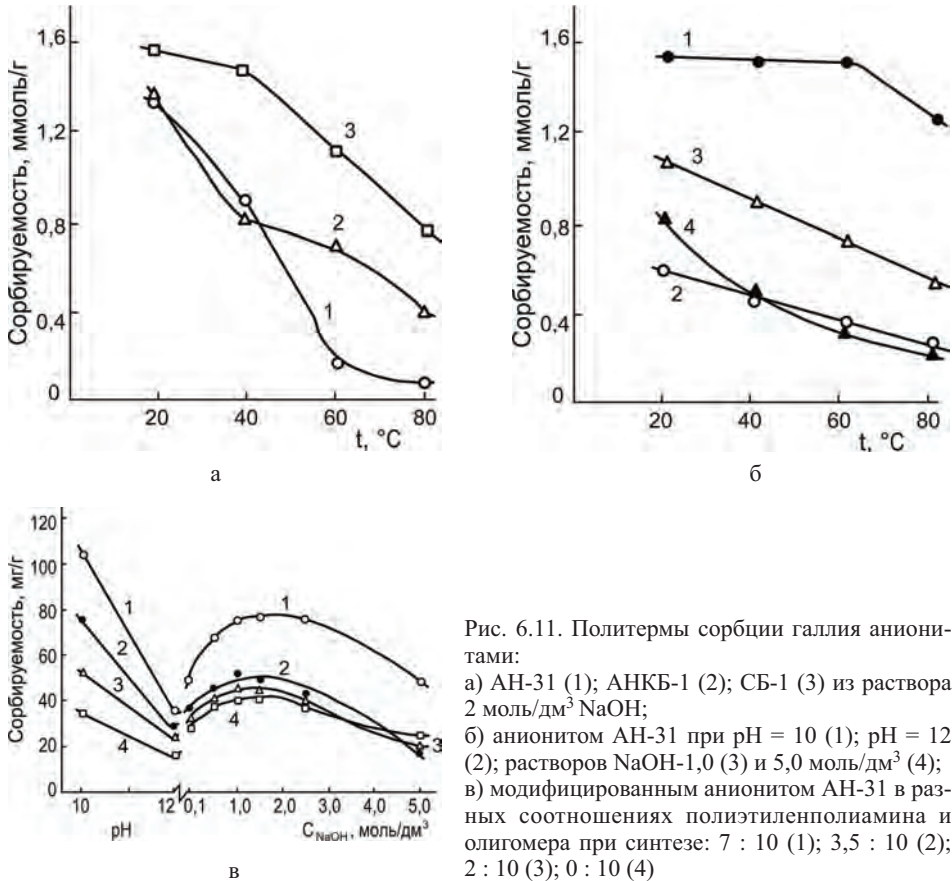 Сорбируемость, ммоль/г
1,6
1,2
0,8
0,4
0
3
2
1
20
40
60
80
t, °C
а
Сорбируемость, ммоль/г
1,6
1,2
0,8
0,4
0
1
3
4
2
20
40
60
80
t, °C
б
Сорбируемость, мг/г
120
100
80
60
40
20
0
1
2
3
4
1
2
4
3
10
12
0,1
1,0
2,0
3,0
4,0
5,0
pH
C NaOH, моль/дм³
в
Рис. 6.11. Политермы сорбции галлия аниони-
тами:
а) АН-31 (1); АНКБ-1 (2); СБ-1 (3) из раствора
2 моль/дм³ NaOH;
б) анионитом АН-31 при pH = 10 (1); pH = 12
(2); растворов NaOH-1,0 (3) и 5,0 моль/дм³ (4);
в) модифицированным анионитом АН-31 в раз-
ных соотношениях полиэтиленполиамина и
олигомера при синтезе: 7 : 10 (1); 3,5 : 10 (2);
2 : 10 (3); 0 : 10 (4)